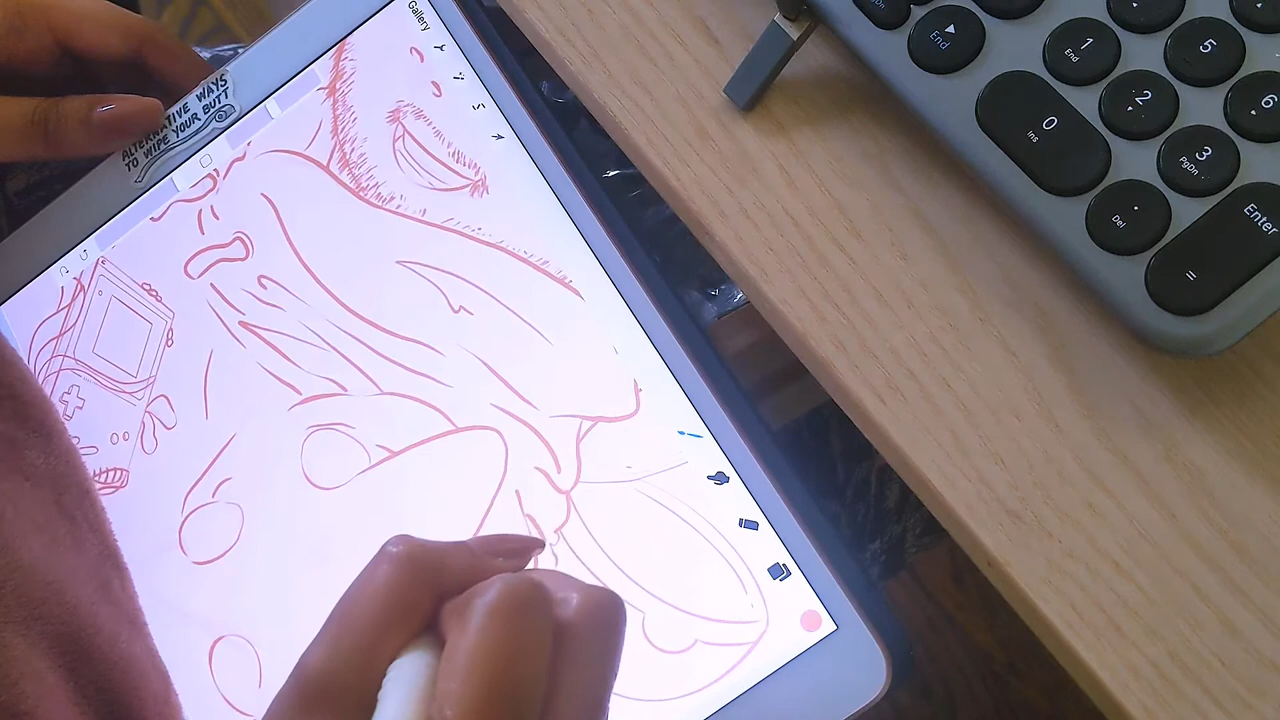 Gallery
ALTERNATIVE WAYS
TO WIPE YOUR BUTT
End
1
End
5
0
Ins
2
6
3
PgDn
Del
Enter
=